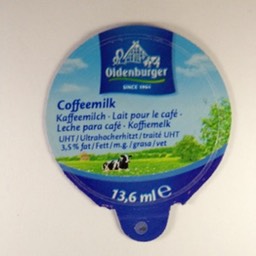 Oldenburger
SINCE 1964
Coffeemilk
Kaffeemilch · Lait pour le café ·
Leche para café · Koffiemelk
UHT/Ultrahocherhitzt/traité UHT
3,5% fat/Fett/m.g./grasa/vet
13,6 ml e